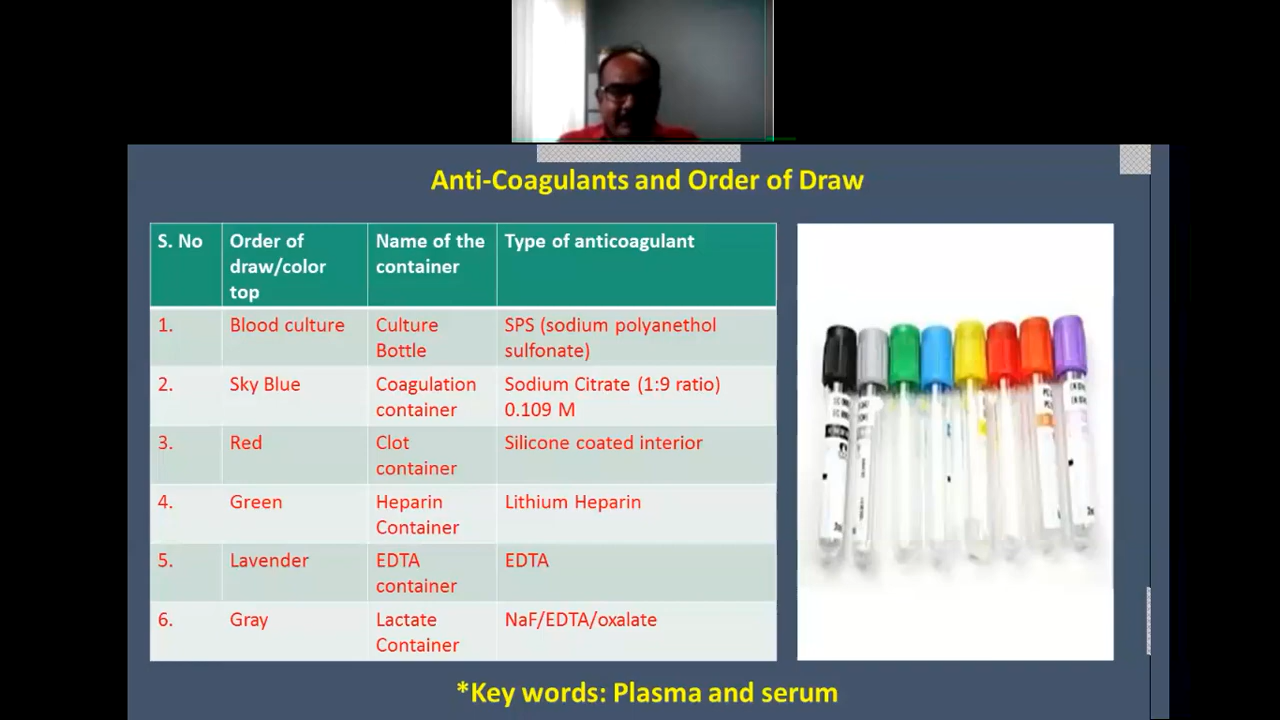 Anti-Coagulants and Order of Draw
S. No
Order of
draw/color
top
Name of the
container
Type of anticoagulant
1.
Blood culture
Culture
Bottle
SPS (sodium polyanethol
sulfonate)
2.
Sky Blue
Coagulation
container
Sodium Citrate (1:9 ratio)
0.109 M
3.
Red
Clot
container
Silicone coated interior
4.
Green
Heparin
Container
Lithium Heparin
5.
Lavender
EDTA
container
EDTA
6.
Gray
Lactate
Container
NaF/EDTA/oxalate
*Key words: Plasma and serum